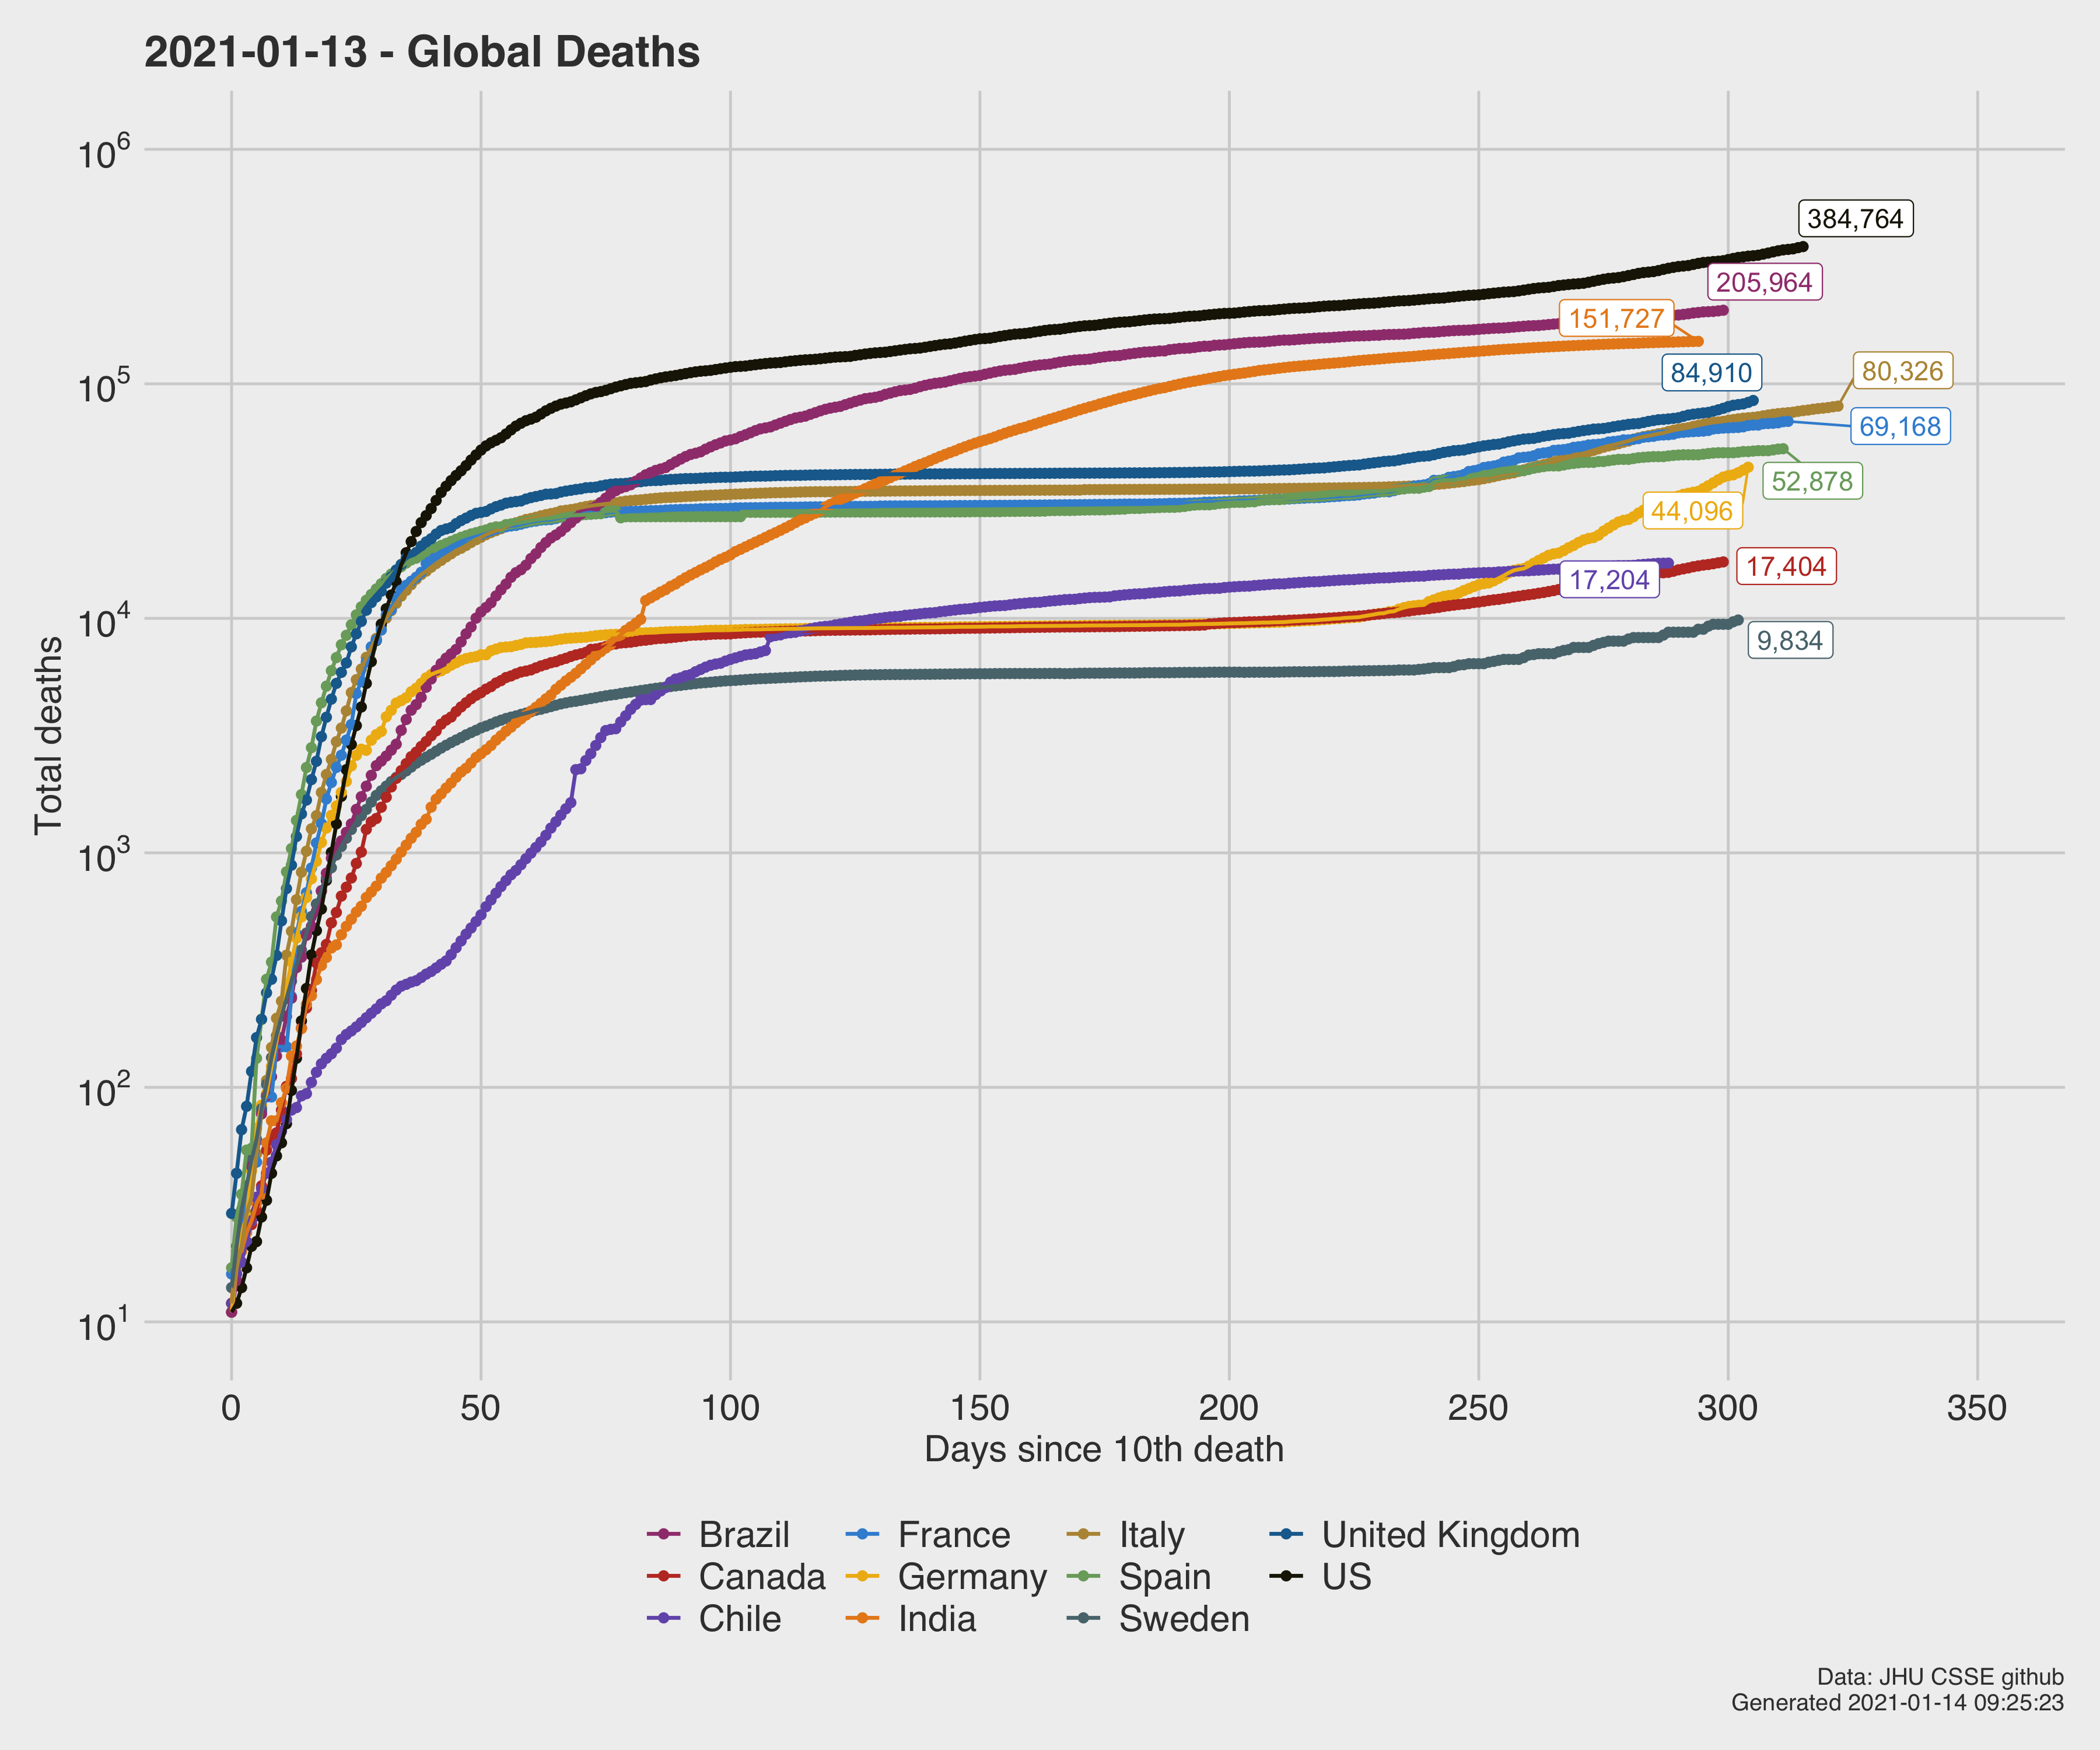 2021-01-13 - Global Deaths
10^6
10^5
10^4
10^3
10^2
10^1
Total deaths
384,764
205,964
151,727
84,910
80,326
69,168
52,878
44,096
17,404
17,204
9,834
0 50 100 150 200 250 300 350
Days since 10th death
Brazil France Italy United Kingdom
Canada Germany Spain US
Chile India Sweden
Data: JHU CSSE github
Generated 2021-01-14 09:25:23